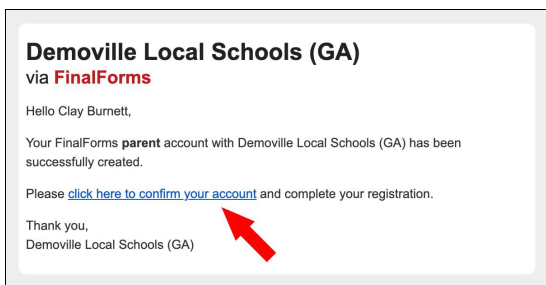 Demoville Local Schools (GA)
via FinalForms
Hello Clay Burnett,
Your FinalForms parent account with Demoville Local Schools (GA) has been
successfully created.
Please click here to confirm your account and complete your registration.
Thank you,
Demoville Local Schools (GA)